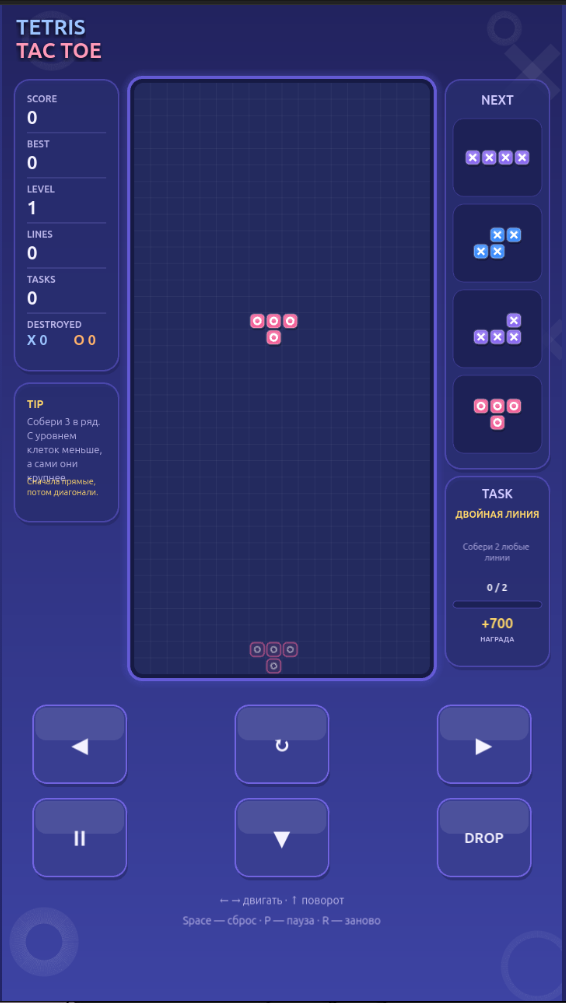 TETRIS
TAC TOE
SCORE
0
BEST
0
LEVEL
1
LINES
0
TASKS
0
DESTROYED
X 0 O 0
TIP
Собери 3 в ряд.
С уровнем
клеток меньше,
а сами они
крупнее.
Сначала прямые,
потом диагонали.
NEXT
TASK
ДВОЙНАЯ ЛИНИЯ
Собери 2 любые
линии
0 / 2
+700
НАГРАДА
DROP
← → двигать · ↑ поворот
Space — сброс · P — пауза · R — заново